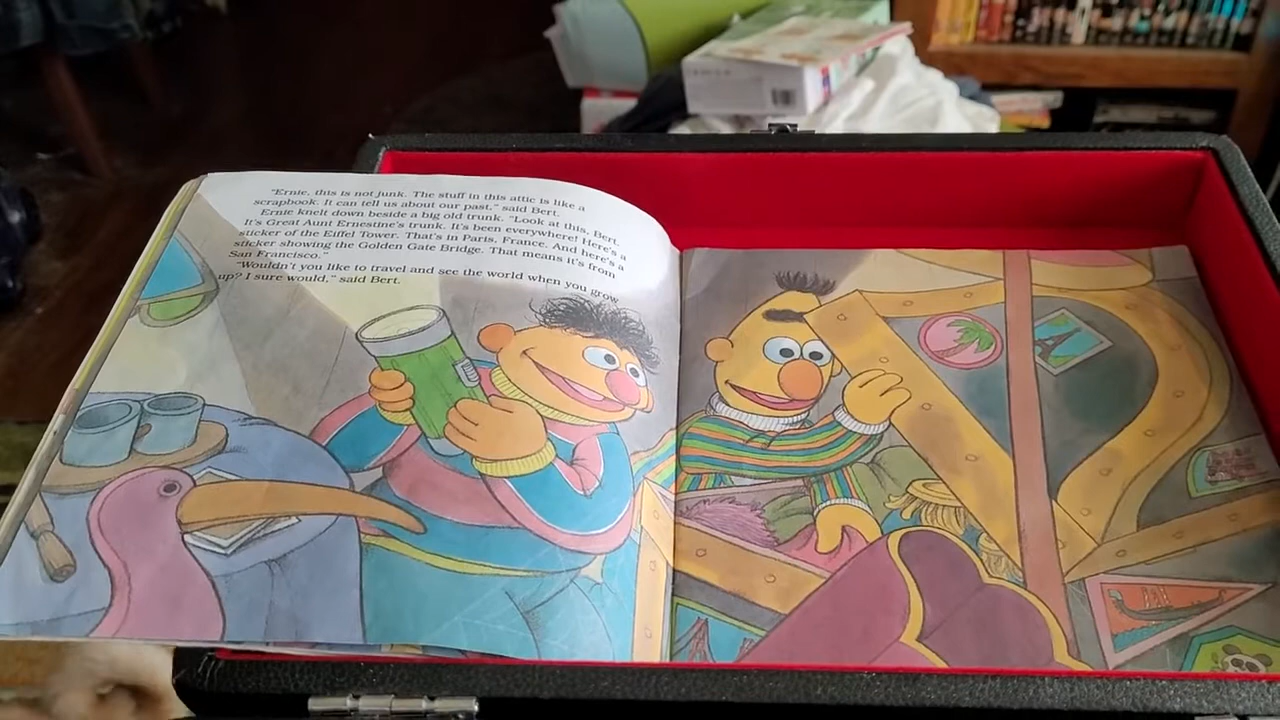 "Ernie, this is not junk. The stuff in this attic is like a
scrapbook. It can tell us about our past," said Bert.
Ernie knelt down beside a big old trunk. "Look at this, Bert.
It's Great Aunt Ernestine's trunk. It's been everywhere! Here's a
sticker of the Eiffel Tower. That's in Paris, France. And here's a
sticker showing the Golden Gate Bridge. That means it's from
San Francisco."
"Wouldn't you like to travel and see the world when you grow
up? I sure would," said Bert.